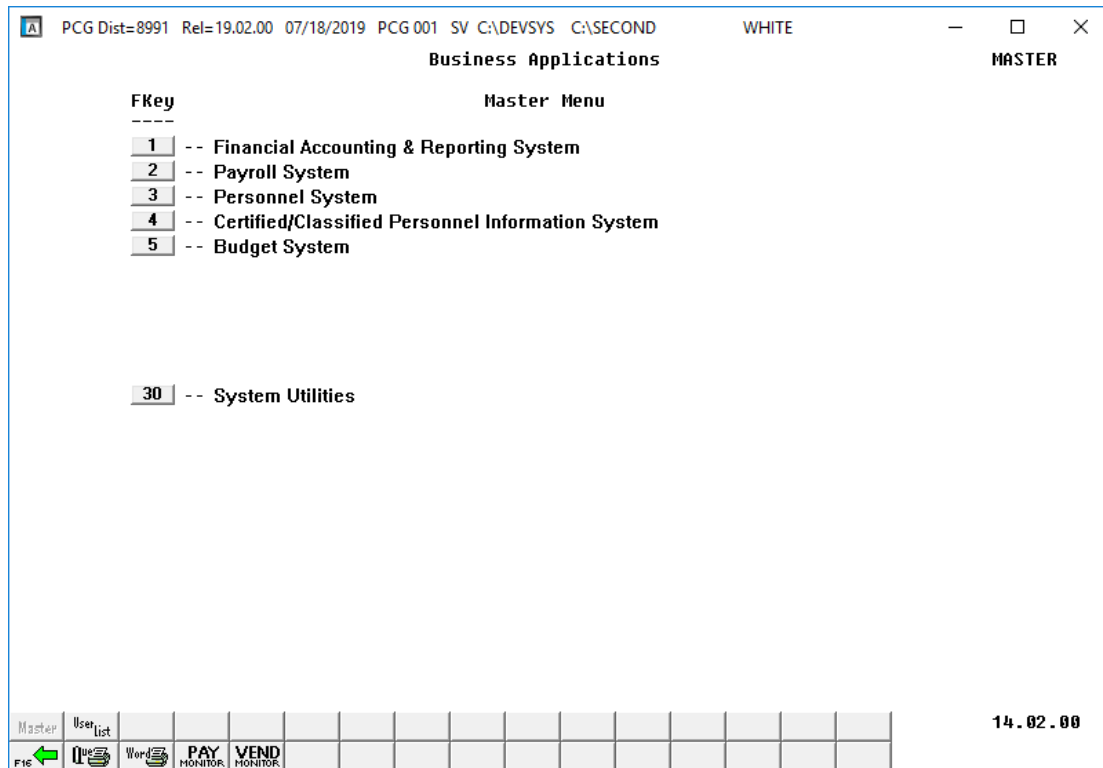 A PCG Dist=8991 Rel=19.02.00 07/18/2019 PCG 001 SV C:\DEVSYS C:\SECOND WHITE
Business Applications MASTER
FKey Master Menu
----
1 -- Financial Accounting & Reporting System
2 -- Payroll System
3 -- Personnel System
4 -- Certified/Classified Personnel Information System
5 -- Budget System
30 -- System Utilities
Master User List 14.02.00
F16 Que Word PAY MONITOR VEND MONITOR